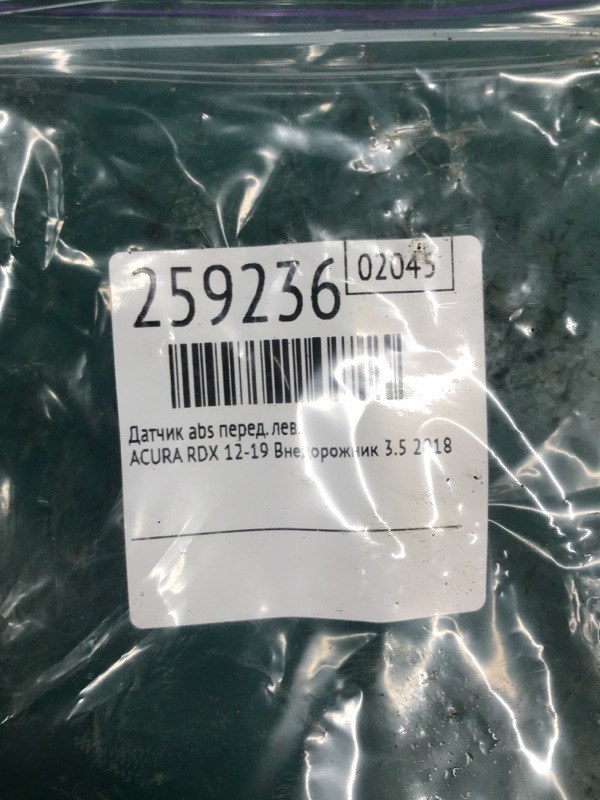 259236 02045
Датчик abs перед. лев.
ACURA RDX 12-19 Внедорожник 3.5 2018